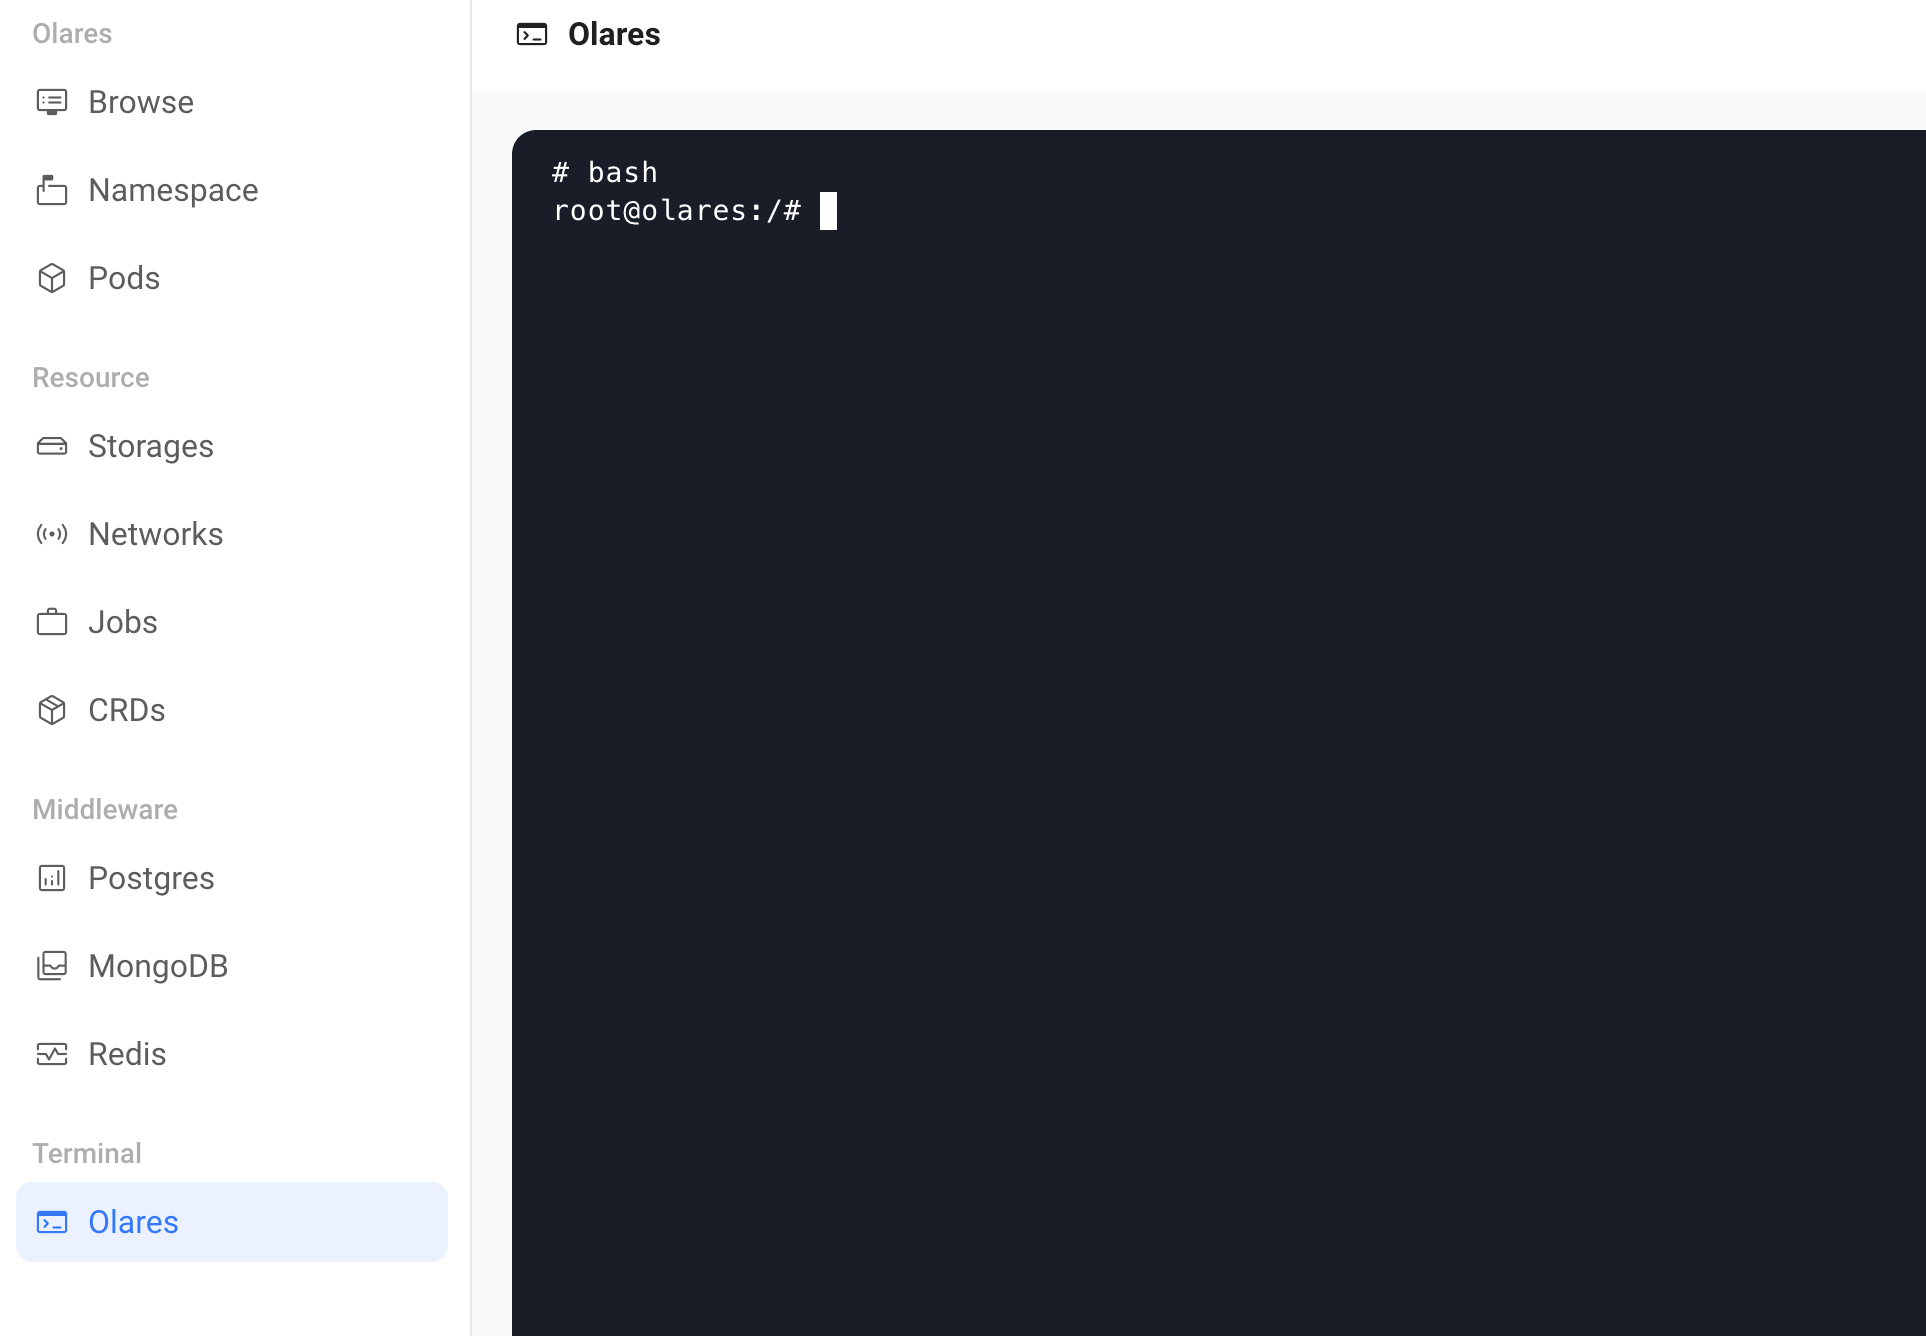 Olares
Browse
Namespace
Pods
Resource
Storages
Networks
Jobs
CRDs
Middleware
Postgres
MongoDB
Redis
Terminal
Olares
Olares
# bash
root@olares:/#